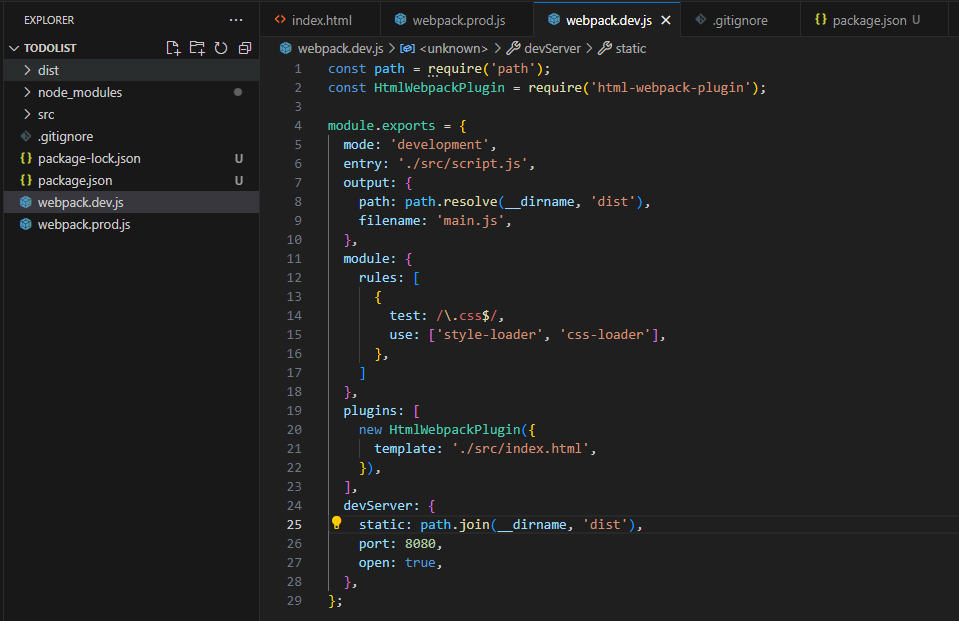 EXPLORER
TODOLIST
dist
node_modules
src
.gitignore
package-lock.json U
package.json U
webpack.dev.js
webpack.prod.js
index.html webpack.prod.js webpack.dev.js .gitignore package.json U
webpack.dev.js > <unknown> > devServer > static
1 const path = require('path');
2 const HtmlWebpackPlugin = require('html-webpack-plugin');
3
4 module.exports = {
5   mode: 'development',
6   entry: './src/script.js',
7   output: {
8     path: path.resolve(__dirname, 'dist'),
9     filename: 'main.js',
10   },
11   module: {
12     rules: [
13       {
14         test: /\.css$/,
15         use: ['style-loader', 'css-loader'],
16       },
17     ]
18   },
19   plugins: [
20     new HtmlWebpackPlugin({
21       template: './src/index.html',
22     }),
23   ],
24   devServer: {
25     static: path.join(__dirname, 'dist'),
26     port: 8080,
27     open: true,
28   },
29 };